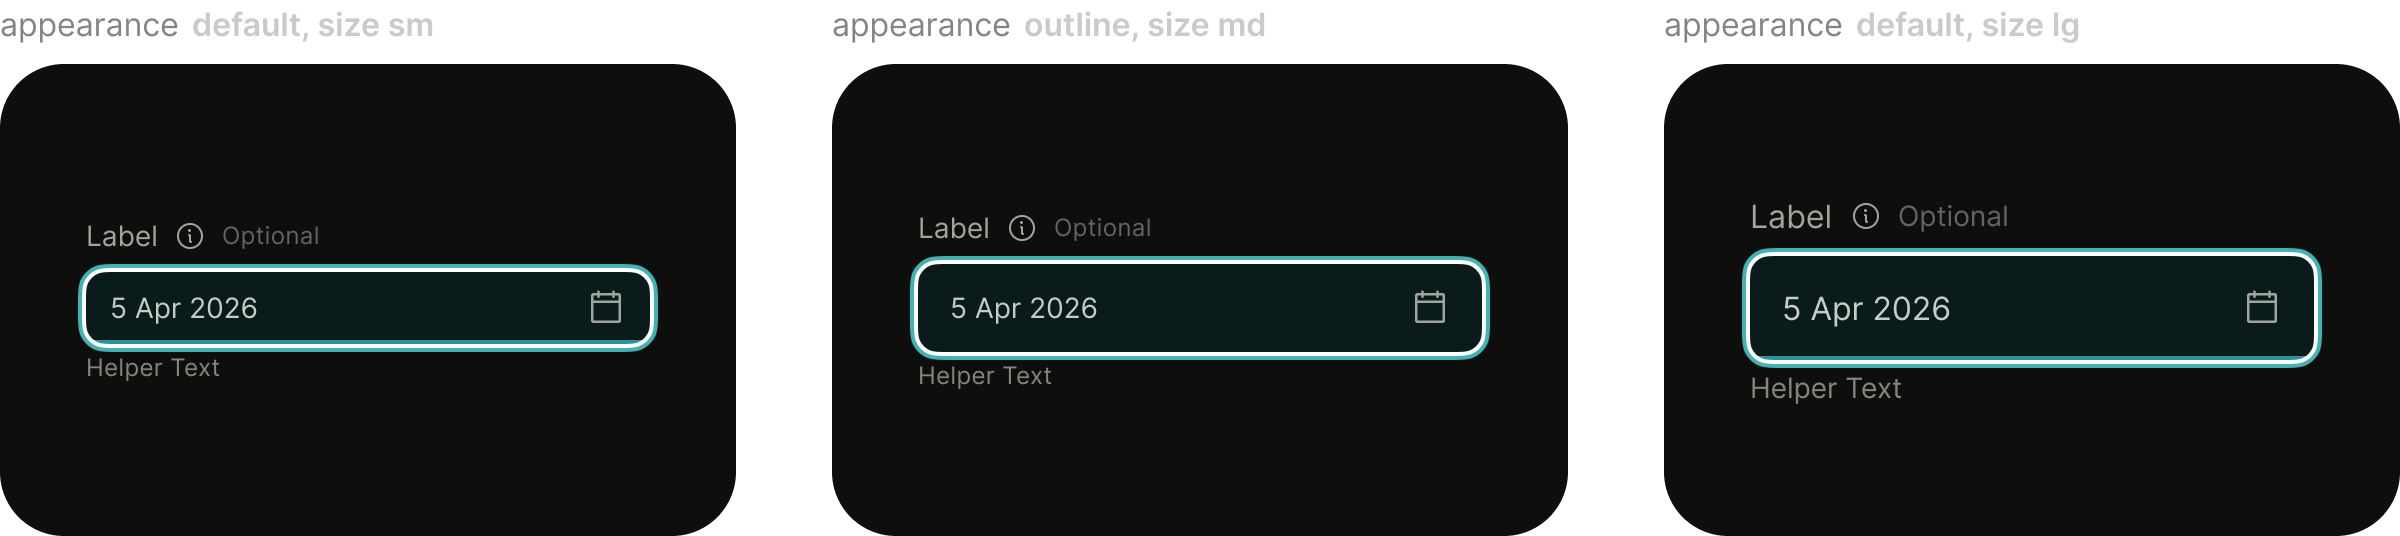 appearance default, size sm
Label Optional
5 Apr 2026
Helper Text
appearance outline, size md
Label Optional
5 Apr 2026
Helper Text
appearance default, size lg
Label Optional
5 Apr 2026
Helper Text